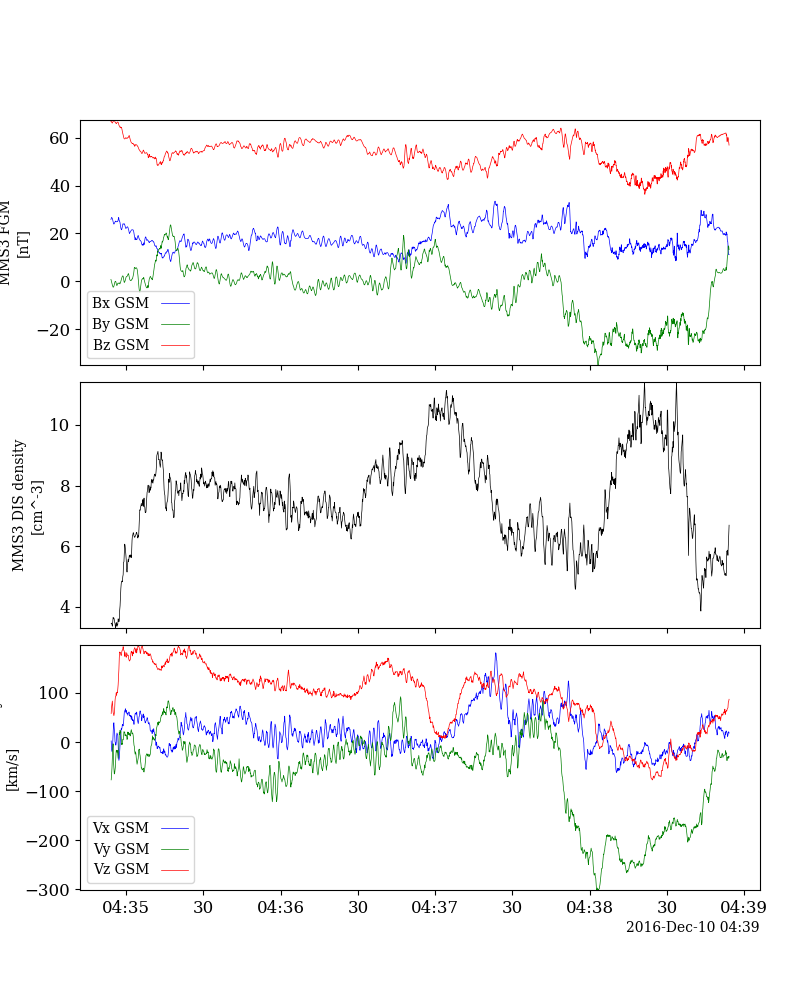 60
40
20
0
−20
MMS3 FGM
[nT]
Bx GSM
By GSM
Bz GSM
10
8
6
4
MMS3 DIS density
[cm^-3]
100
0
−100
−200
−300
[km/s]
Vx GSM
Vy GSM
Vz GSM
04:35 30 04:36 30 04:37 30 04:38 30 04:39
2016-Dec-10 04:39